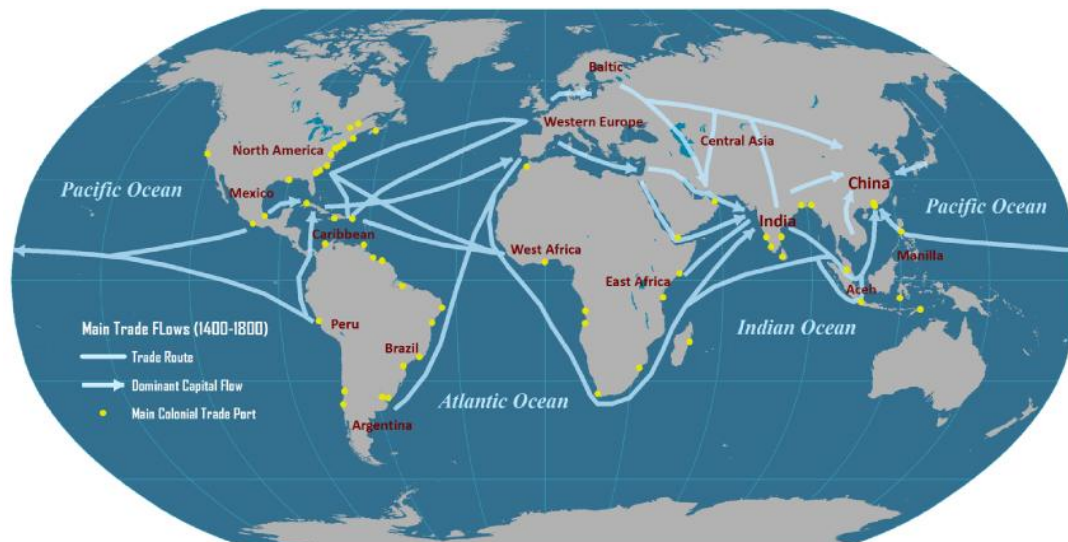 Baltic
Western Europe
Central Asia
North America
Pacific Ocean
Mexico
China
Pacific Ocean
Caribbean
India
West Africa
Manilla
East Africa
Aceh
Main Trade FLows (1400-1800)
Peru
Indian Ocean
Trade Route
Brazil
Dominant Capital Flow
Atlantic Ocean
Main Colonial Trade Port
Argentina